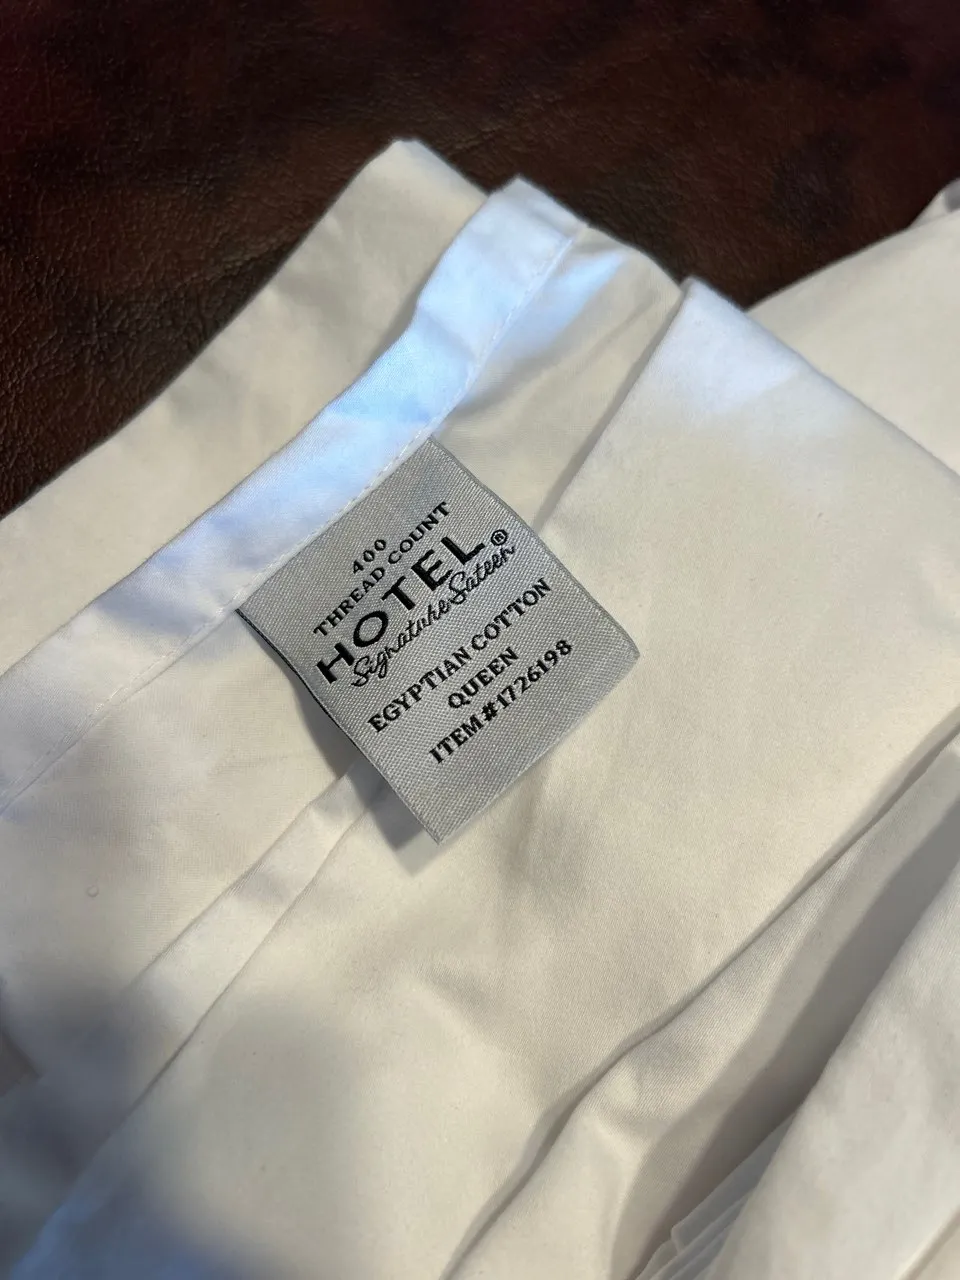 400
THREAD COUNT
HOTEL®
Signature Sateen
EGYPTIAN COTTON
QUEEN
ITEM #1726198